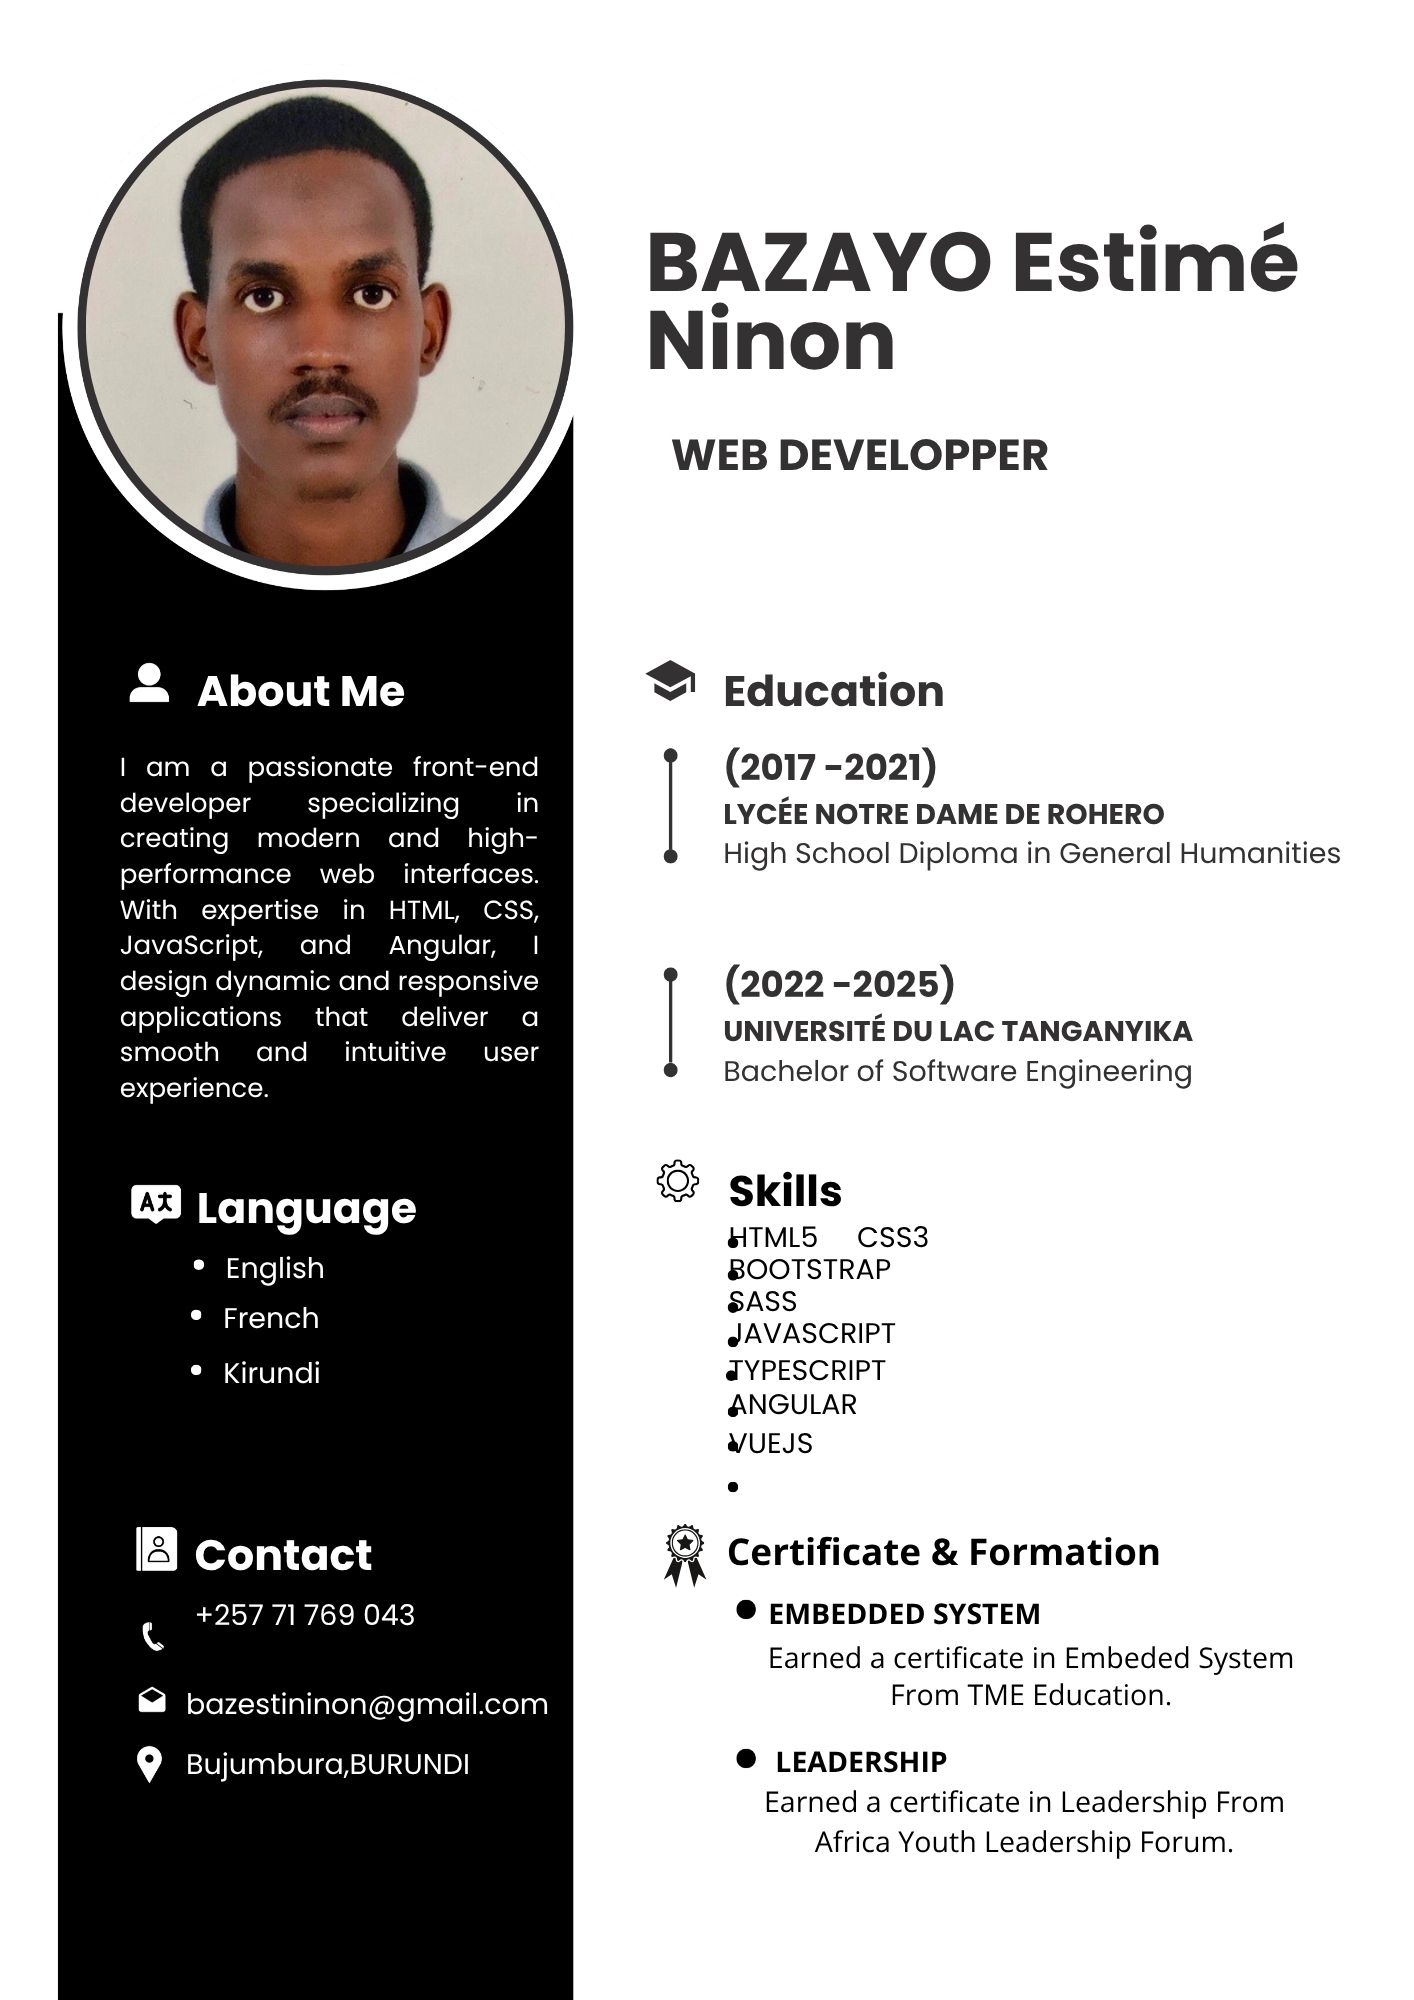 BAZAYO Estimé
Ninon
WEB DEVELOPPER
About Me
I am a passionate front-end
developer specializing in
creating modern and high-
performance web interfaces.
With expertise in HTML, CSS,
JavaScript, and Angular, I
design dynamic and responsive
applications that deliver a
smooth and intuitive user
experience.
Language
• English
• French
• Kirundi
Contact
+257 71 769 043
bazestininon@gmail.com
Bujumbura,BURUNDI
Education
(2017 -2021)
LYCÉE NOTRE DAME DE ROHERO
High School Diploma in General Humanities
(2022 -2025)
UNIVERSITÉ DU LAC TANGANYIKA
Bachelor of Software Engineering
Skills
HTML5 CSS3
BOOTSTRAP
SASS
JAVASCRIPT
TYPESCRIPT
ANGULAR
VUEJS
Certificate & Formation
• EMBEDDED SYSTEM
Earned a certificate in Embeded System
From TME Education.
• LEADERSHIP
Earned a certificate in Leadership From
Africa Youth Leadership Forum.